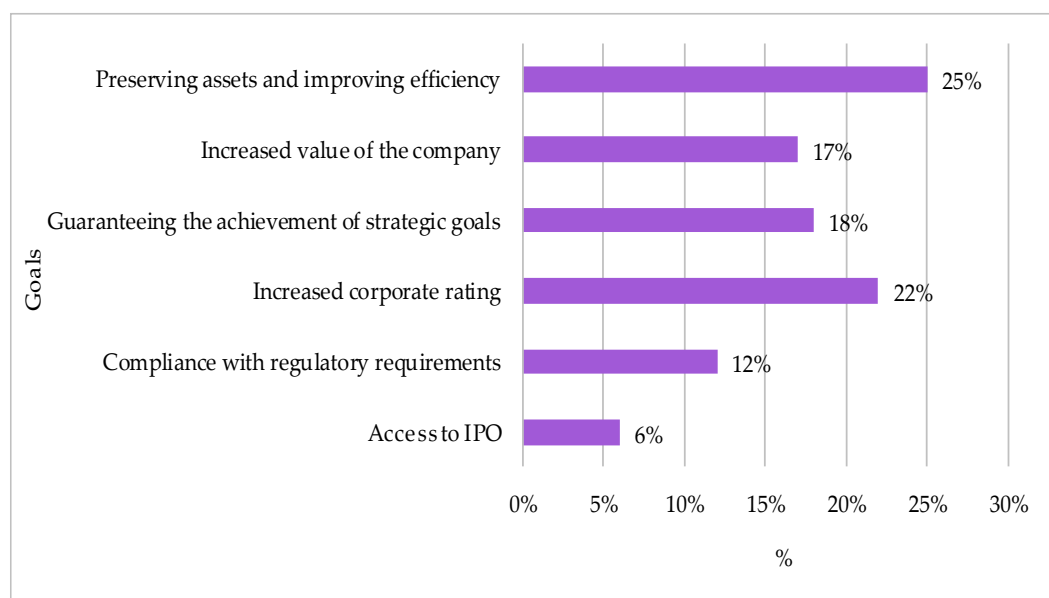 Preserving assets and improving efficiency 25%
Increased value of the company 17%
Guaranteeing the achievement of strategic goals 18%
Increased corporate rating 22%
Compliance with regulatory requirements 12%
Access to IPO 6%
Goals
0% 5% 10% 15% 20% 25% 30%
%